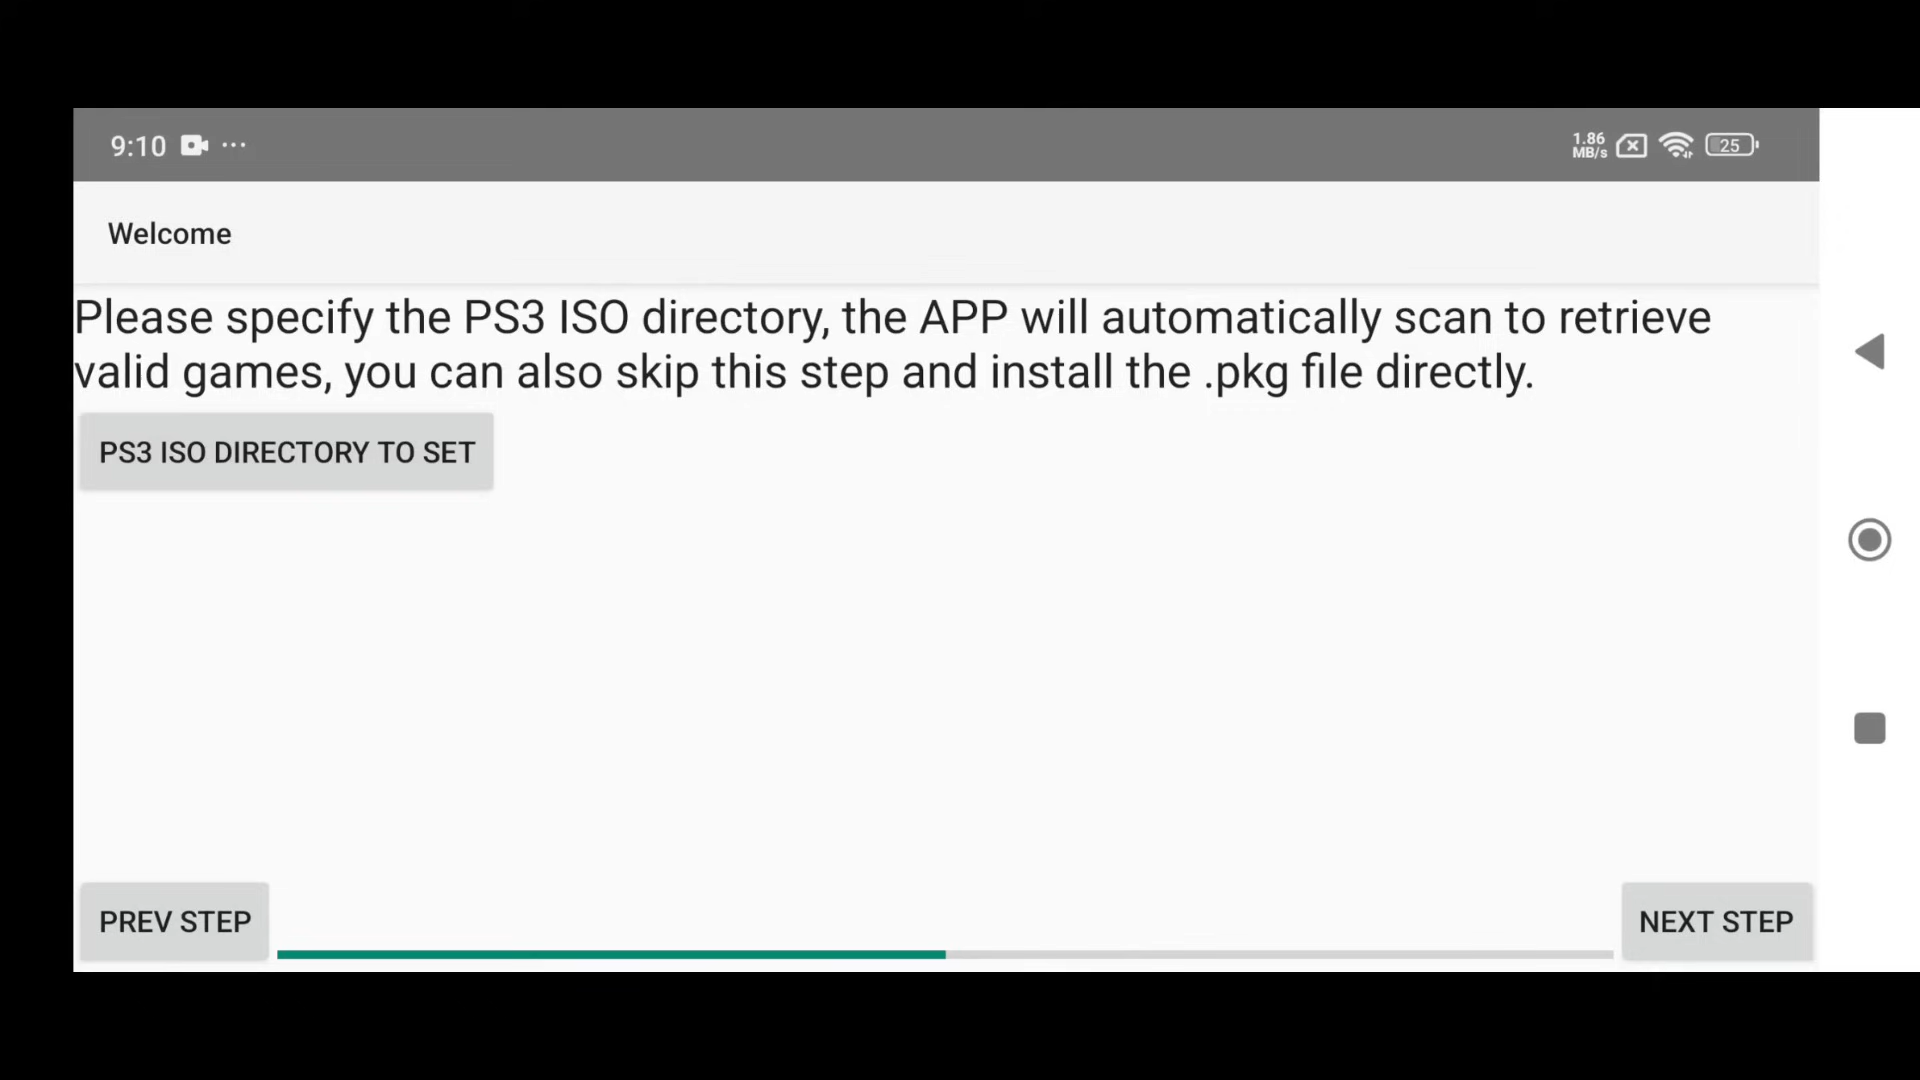 9:10
1.86
MB/s
25
Welcome
Please specify the PS3 ISO directory, the APP will automatically scan to retrieve
valid games, you can also skip this step and install the .pkg file directly.
PS3 ISO DIRECTORY TO SET
PREV STEP
NEXT STEP